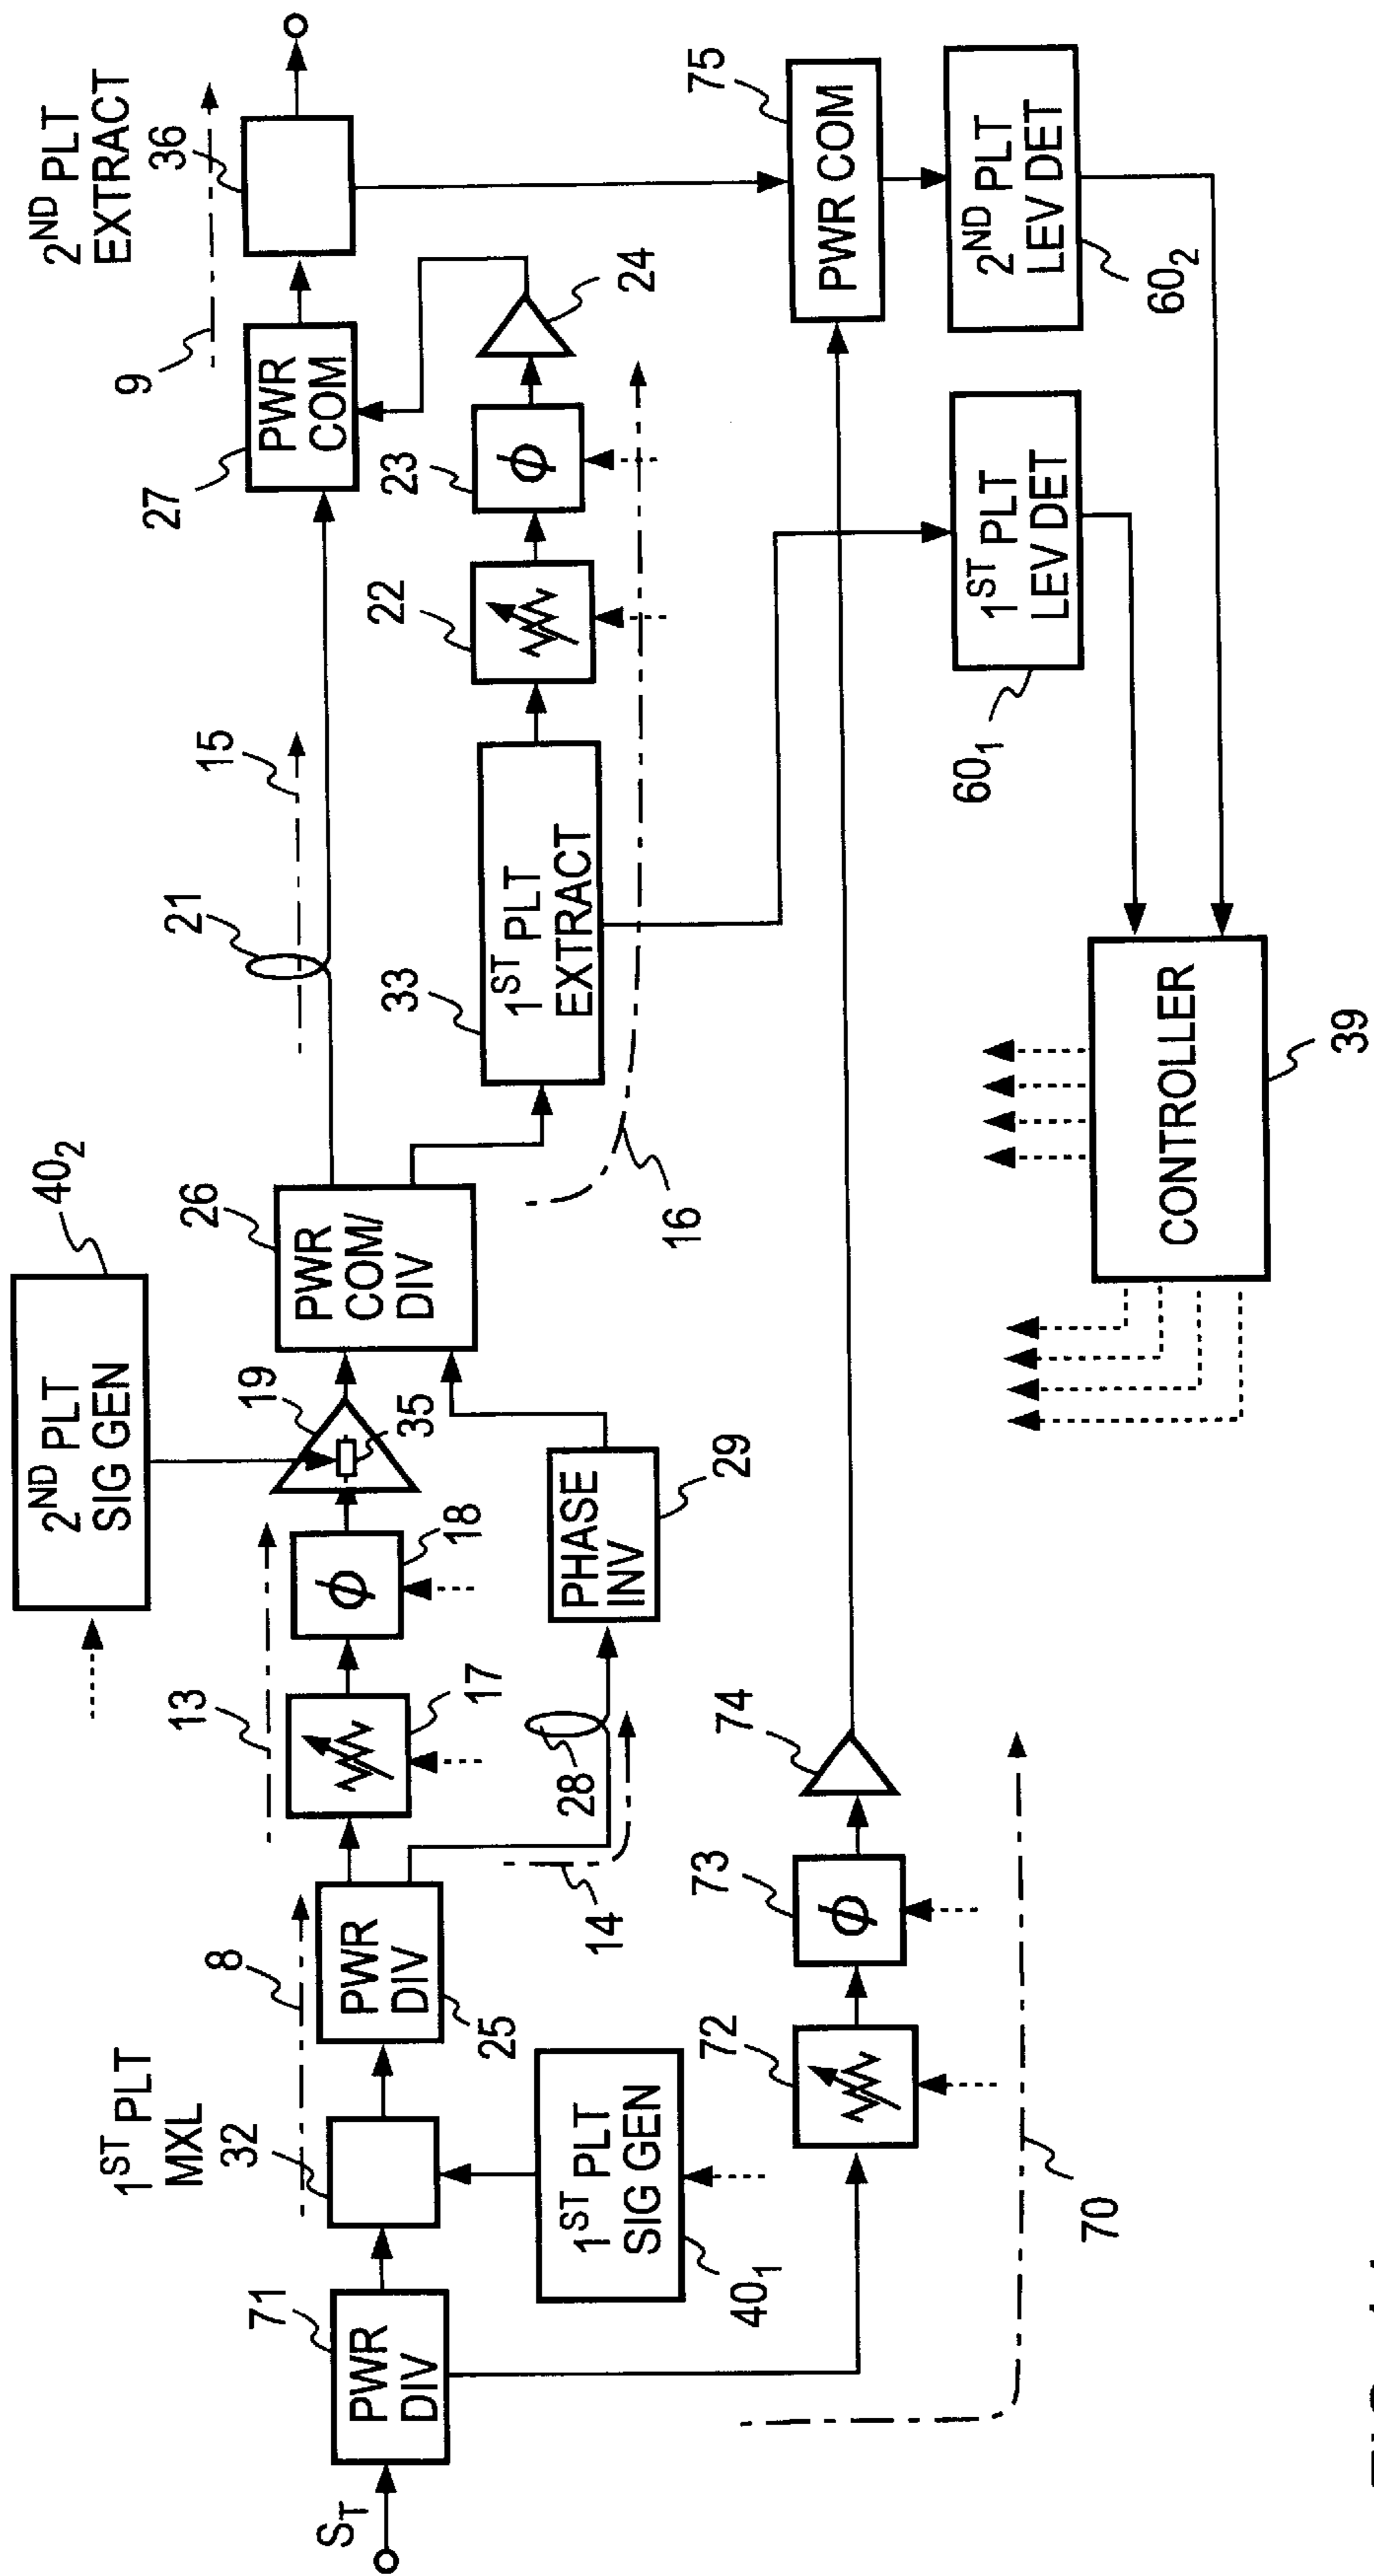 2ND PLT
EXTRACT
36
9
PWR
COM
27
24
23
ϕ
22
15
21
33
1ST PLT
EXTRACT
16
75
PWR COM
2ND PLT
LEV DET
602
1ST PLT
LEV DET
601
CONTROLLER
39
402
2ND PLT
SIG GEN
26
PWR
COM/
DIV
19
35
18
ϕ
13
17
29
PHASE
INV
28
14
8
PWR
DIV
25
1ST PLT
MXL
32
1ST PLT
SIG GEN
401
71
PWR
DIV
ST
74
73
ϕ
72
70